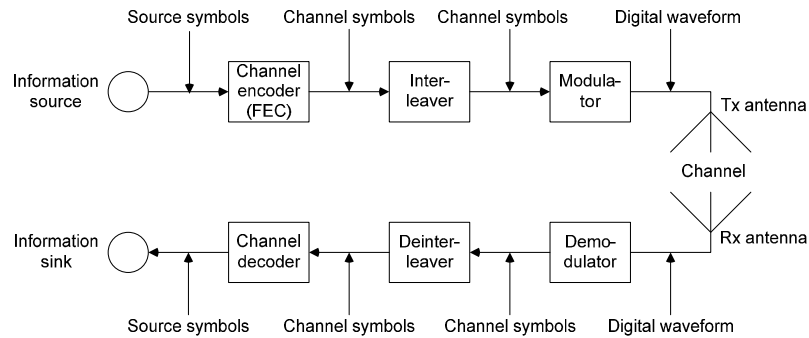 Source symbols
Channel symbols
Channel symbols
Digital waveform
Information
source
Channel
encoder
(FEC)
Inter-
leaver
Modula-
tor
Tx antenna
Channel
Information
sink
Channel
decoder
Deinter-
leaver
Demo-
dulator
Rx antenna
Source symbols
Channel symbols
Channel symbols
Digital waveform